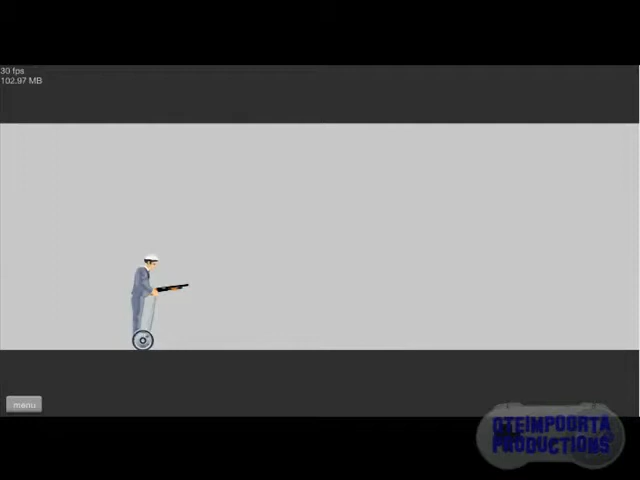 30 fps
102.97 MB
menu
OTEIMPOORTA
PRODUCTIONS